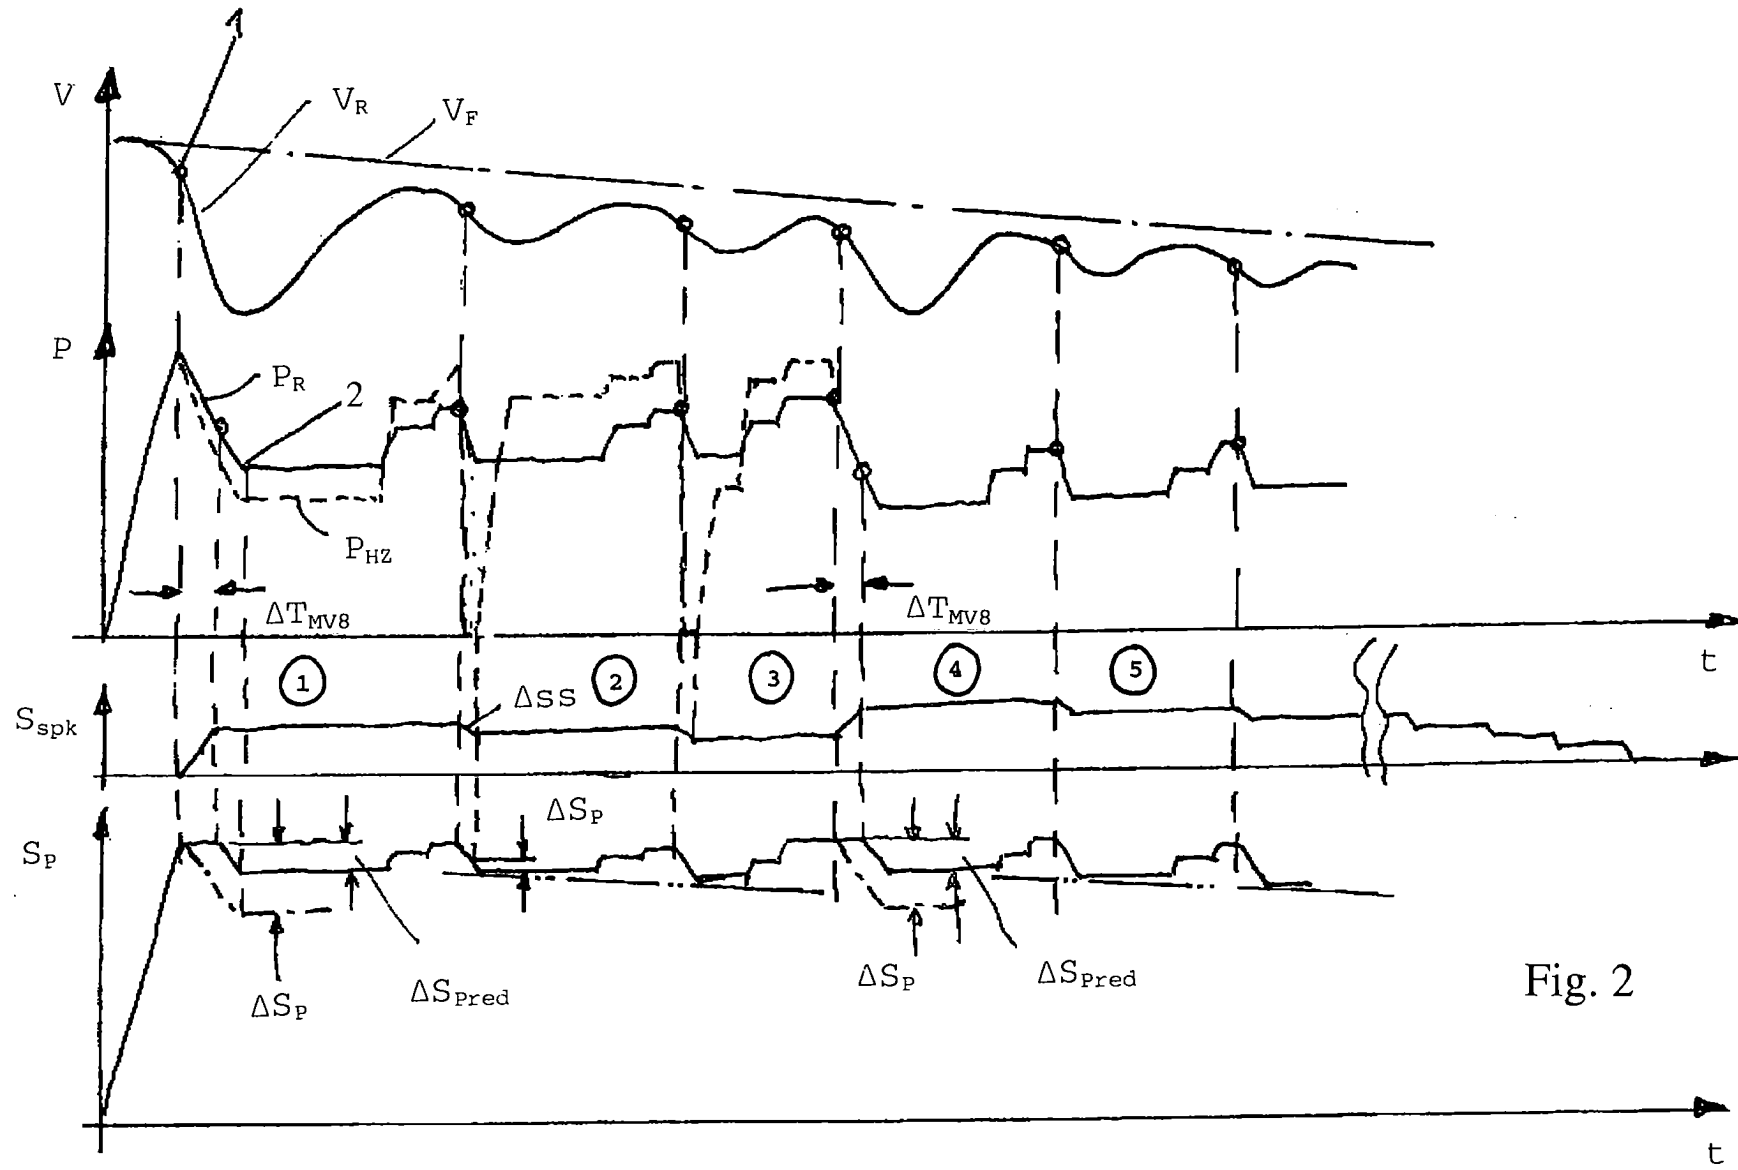 1
V
V_R
V_F
P
P_R
2
P_HZ
ΔT_MV8
ΔT_MV8
t
① ② ③ ④ ⑤
S_spk
ΔSS
ΔS_P
S_P
ΔS_P
ΔS_Pred
ΔS_P
ΔS_Pred
Fig. 2
t